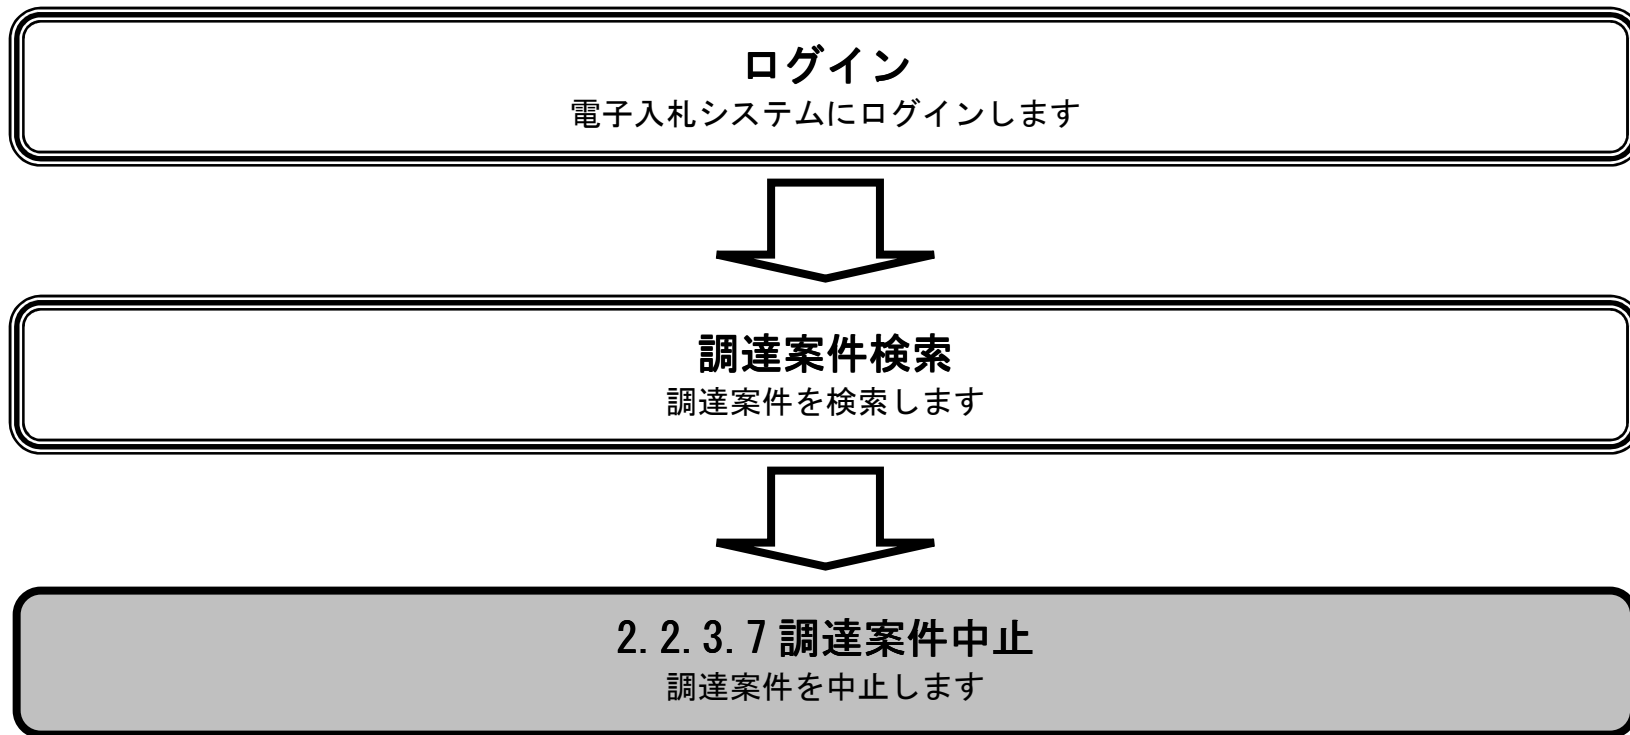 ログイン
電子入札システムにログインします
調達案件検索
調達案件を検索します
2.2.3.7調達案件中止
調達案件を中止します